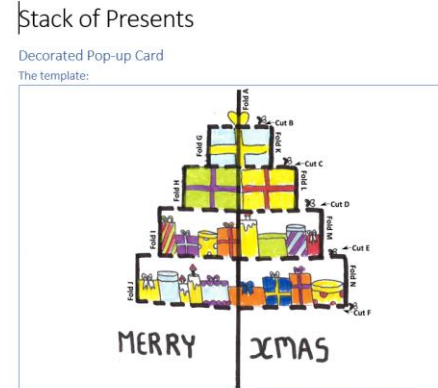 Stack of Presents
Decorated Pop-up Card
The template:
Fold A
Cut B
Fold G
Fold K
Cut C
Fold H
Fold L
Cut D
Fold I
Fold M
Cut E
Fold J
Fold N
Cut F
MERRY XMAS